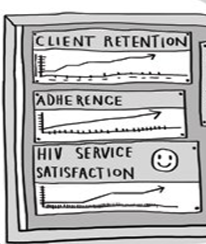 CLIENT RETENTION
ADHERENCE
HIV SERVICE
SATISFACTION